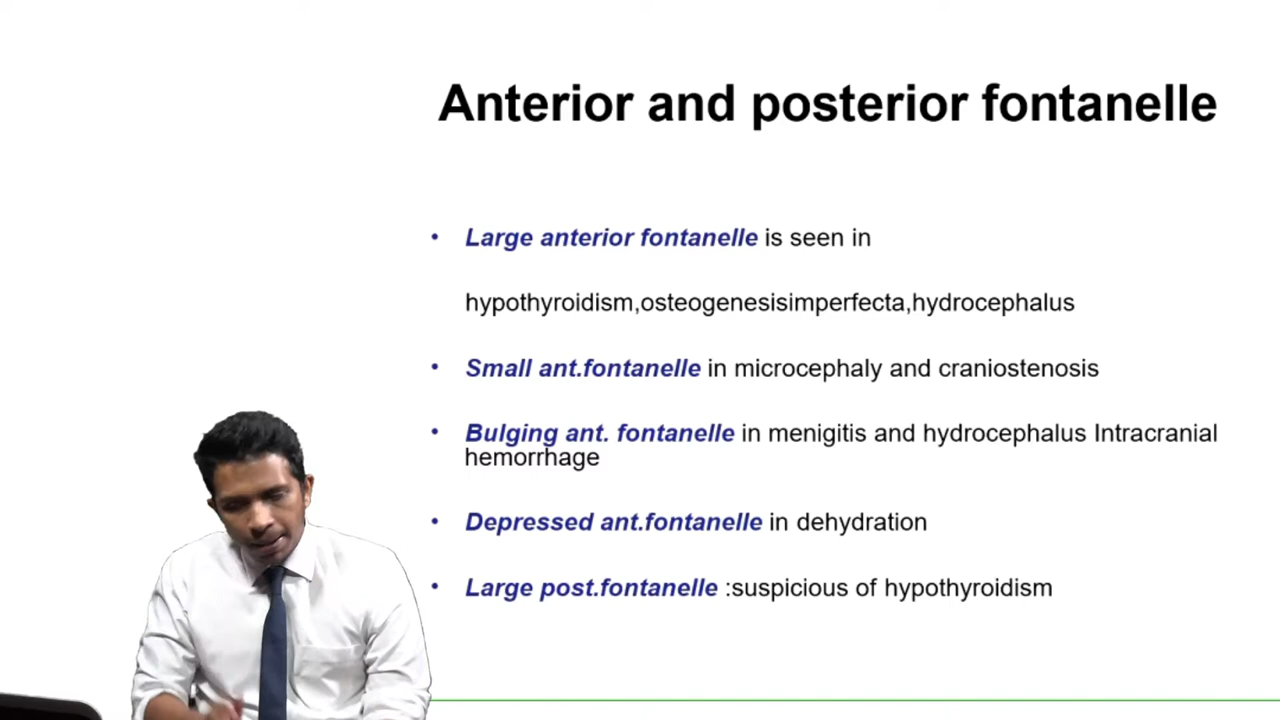 Anterior and posterior fontanelle
• Large anterior fontanelle is seen in
hypothyroidism,osteogenesisimperfecta,hydrocephalus
• Small ant.fontanelle in microcephaly and craniostenosis
• Bulging ant. fontanelle in menigitis and hydrocephalus Intracranial
hemorrhage
• Depressed ant.fontanelle in dehydration
• Large post.fontanelle :suspicious of hypothyroidism